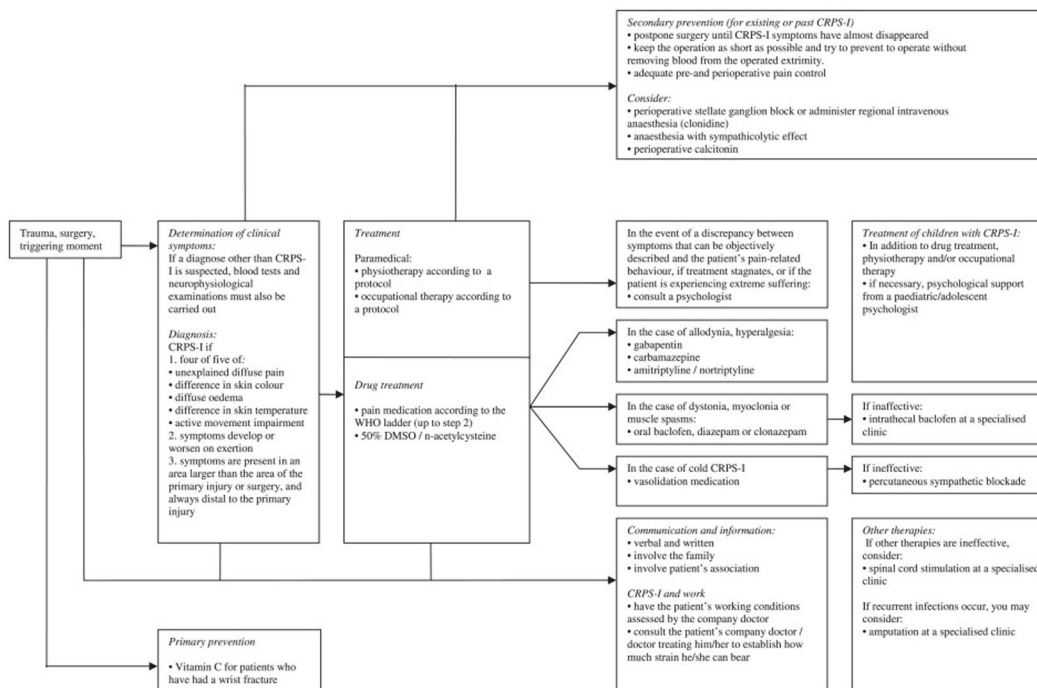 Secondary prevention (for existing or past CRPS-I)
• postpone surgery until CRPS-I symptoms have almost disappeared
• keep the operation as short as possible and try to prevent to operate without
removing blood from the operated extrimity.
• adequate pre-and perioperative pain control
Consider:
• perioperative stellate ganglion block or administer regional intravenous
anaesthesia (clonidine)
• anaesthesia with sympathicolytic effect
• perioperative calcitonin
Trauma, surgery,
triggering moment
Determination of clinical
symptoms:
If a diagnose other than CRPS-
I is suspected, blood tests and
neurophysiological
examinations must also be
carried out
Diagnosis:
CRPS-I if
1. four of five of:
• unexplained diffuse pain
• difference in skin colour
• diffuse oedema
• difference in skin temperature
• active movement impairment
2. symptoms develop or
worsen on exertion
3. symptoms are present in an
area larger than the area of the
primary injury or surgery, and
always distal to the primary
injury
Treatment
Paramedical:
• physiotherapy according to a
protocol
• occupational therapy according to
a protocol
Drug treatment
• pain medication according to the
WHO ladder (up to step 2)
• 50% DMSO / n-acetylcysteine
In the event of a discrepancy between
symptoms that can be objectively
described and the patient's pain-related
behaviour, if treatment stagnates, or if the
patient is experiencing extreme suffering:
• consult a psychologist
Treatment of children with CRPS-I:
• In addition to drug treatment,
physiotherapy and/or occupational
therapy
• if necessary, psychological support
from a paediatric/adolescent
psychologist
In the case of allodynia, hyperalgesia:
• gabapentin
• carbamazepine
• amitriptyline / nortriptyline
In the case of dystonia, myoclonia or
muscle spasms:
• oral baclofen, diazepam or clonazepam
If inaffective:
• intrathecal baclofen at a specialised
clinic
In the case of cold CRPS-I
• vasolidation medication
If ineffective:
• percutaneous sympathetic blockade
Communication and information:
• verbal and written
• involve the family
• involve patient's association
CRPS-I and work
• have the patient's working conditions
assessed by the company doctor
• consult the patient's company doctor /
doctor treating him/her to establish how
much strain he/she can bear
Other therapies:
If other therapies are ineffective,
consider:
• spinal cord stimulation at a specialised
clinic
If recurrent infections occur, you may
consider:
• amputation at a specialised clinic
Primary prevention
• Vitamin C for patients who
have had a wrist fracture